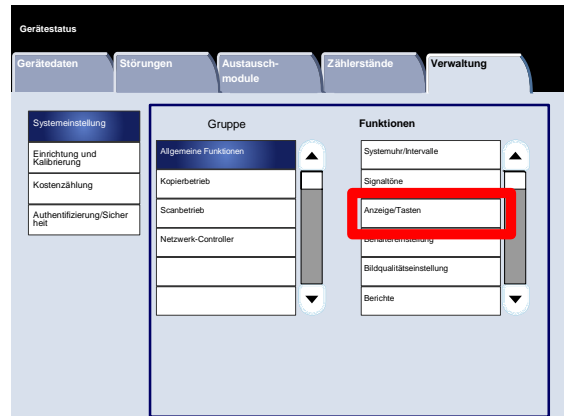 Gerätestatus
Gerätedaten
Störungen
Austausch-
module
Zählerstände
Verwaltung
Systemeinstellung
Einrichtung und
Kalibrierung
Kostenzählung
Authentifizierung/Sicher
heit
Gruppe
Allgemeine Funktionen
Kopierbetrieb
Scanbetrieb
Netzwerk-Controller
Funktionen
Systemuhr/Intervalle
Signaltöne
Anzeige/Tasten
Bildqualitätseinstellung
Berichte